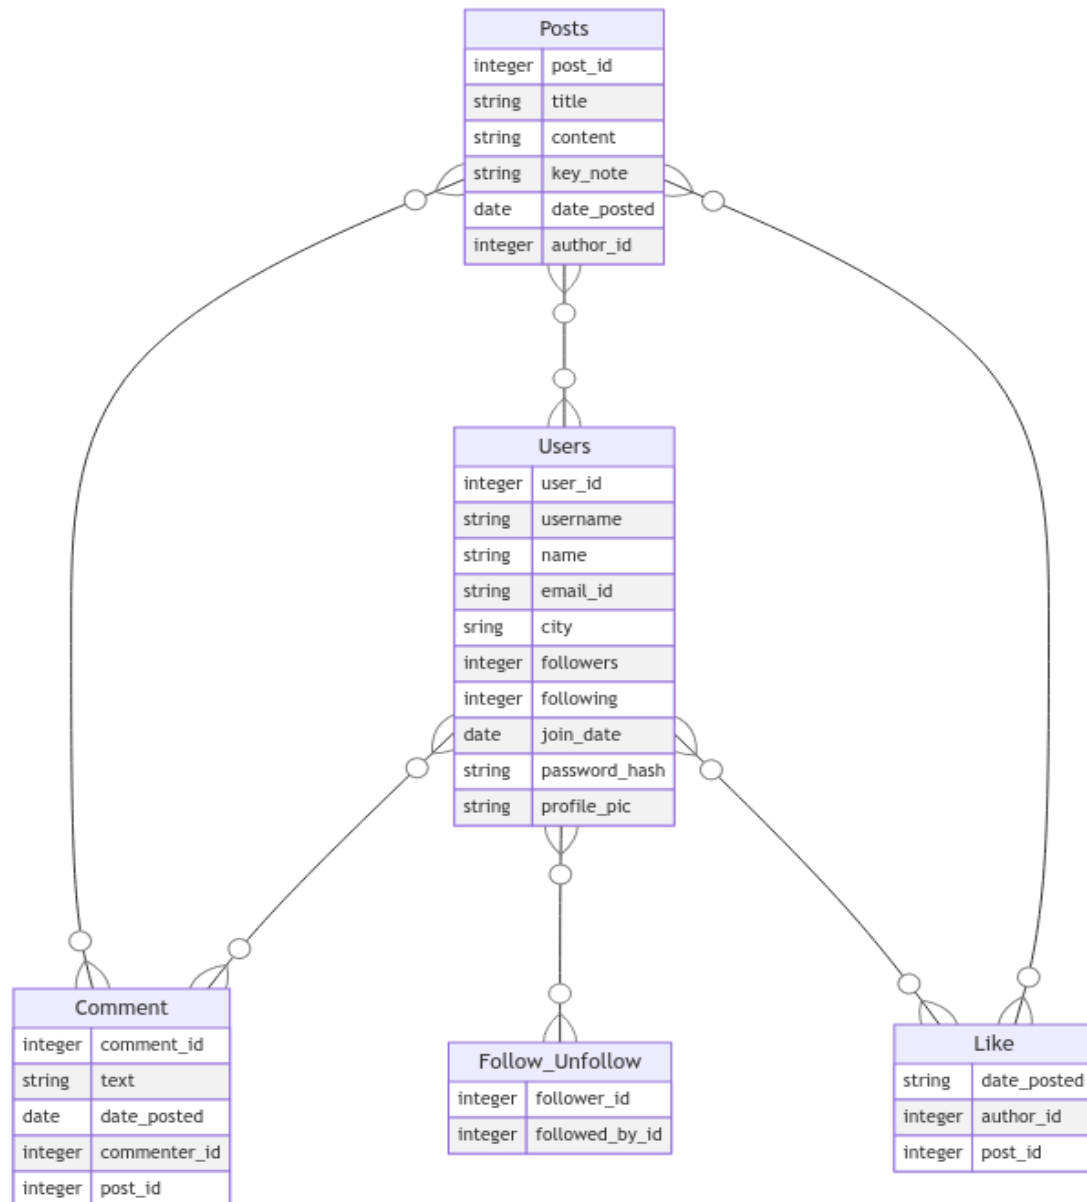 Posts
integer post_id
string title
string content
string key_note
date date_posted
integer author_id
Users
integer user_id
string username
string name
string email_id
sring city
integer followers
integer following
date join_date
string password_hash
string profile_pic
Comment
integer comment_id
string text
date date_posted
integer commenter_id
integer post_id
Follow_Unfollow
integer follower_id
integer followed_by_id
Like
string date_posted
integer author_id
integer post_id